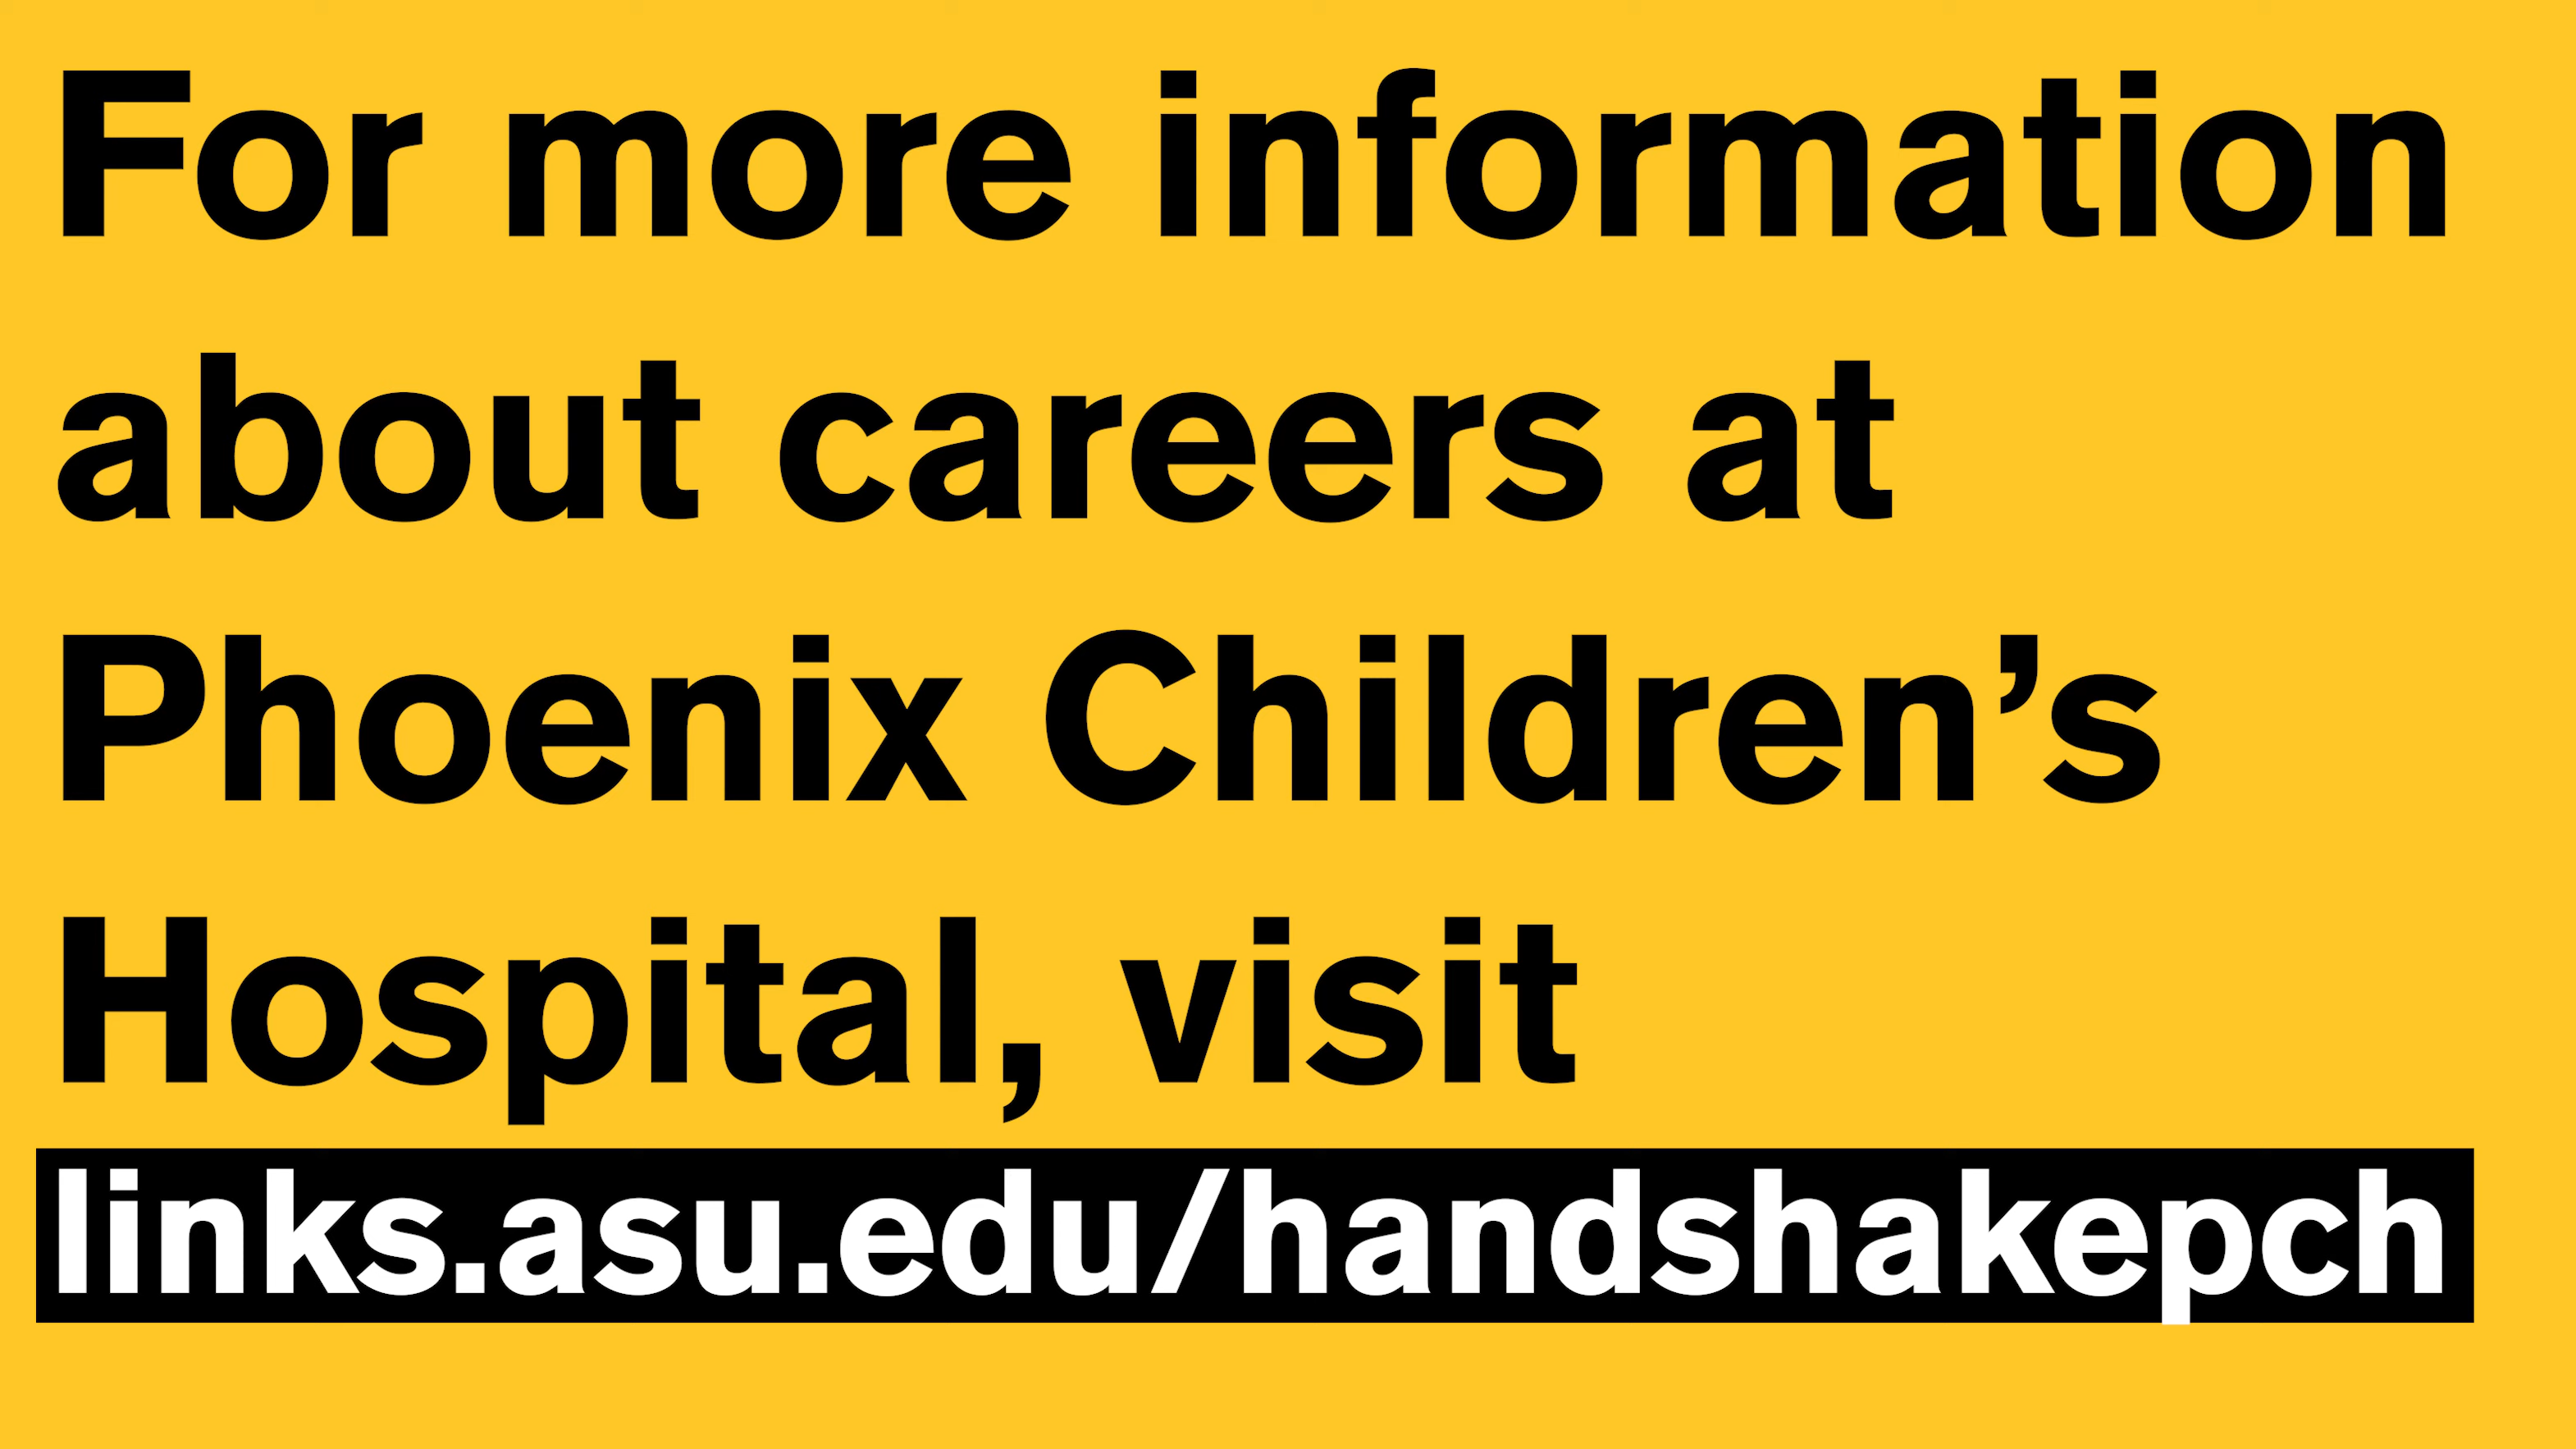 For more information
about careers at
Phoenix Children’s
Hospital, visit
links.asu.edu/handshakepch